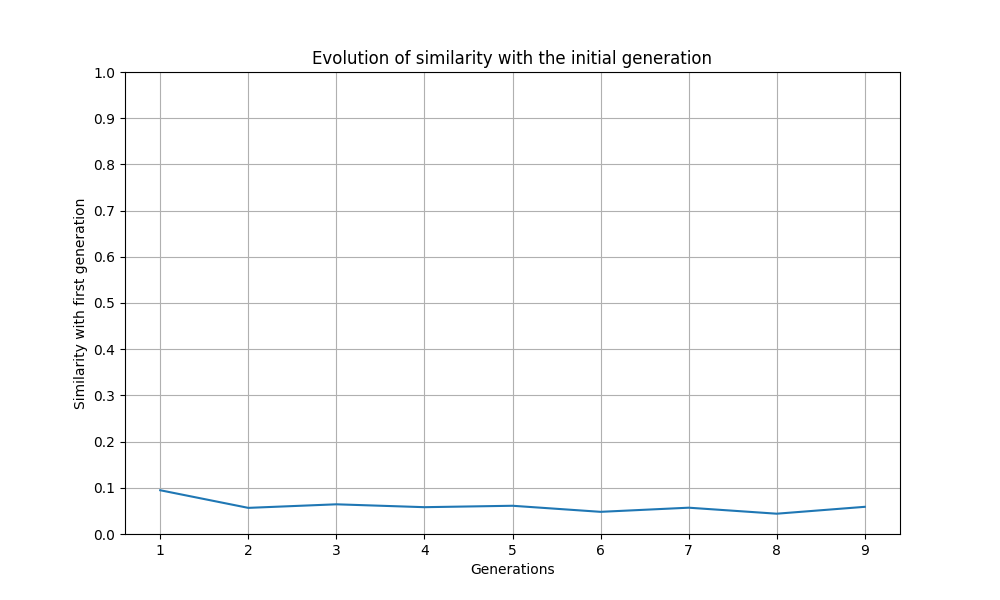 Evolution of similarity with the initial generation
1.0
0.9
0.8
0.7
0.6
0.5
0.4
0.3
0.2
0.1
0.0
Similarity with first generation
1 2 3 4 5 6 7 8 9
Generations